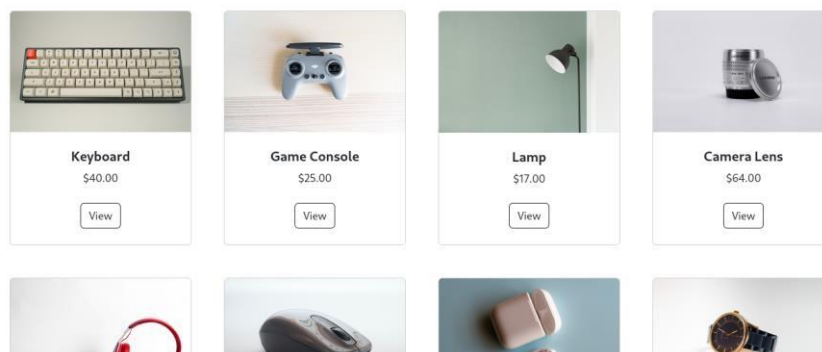 Keyboard
$40.00
View
Game Console
$25.00
View
Lamp
$17.00
View
Camera Lens
$64.00
View